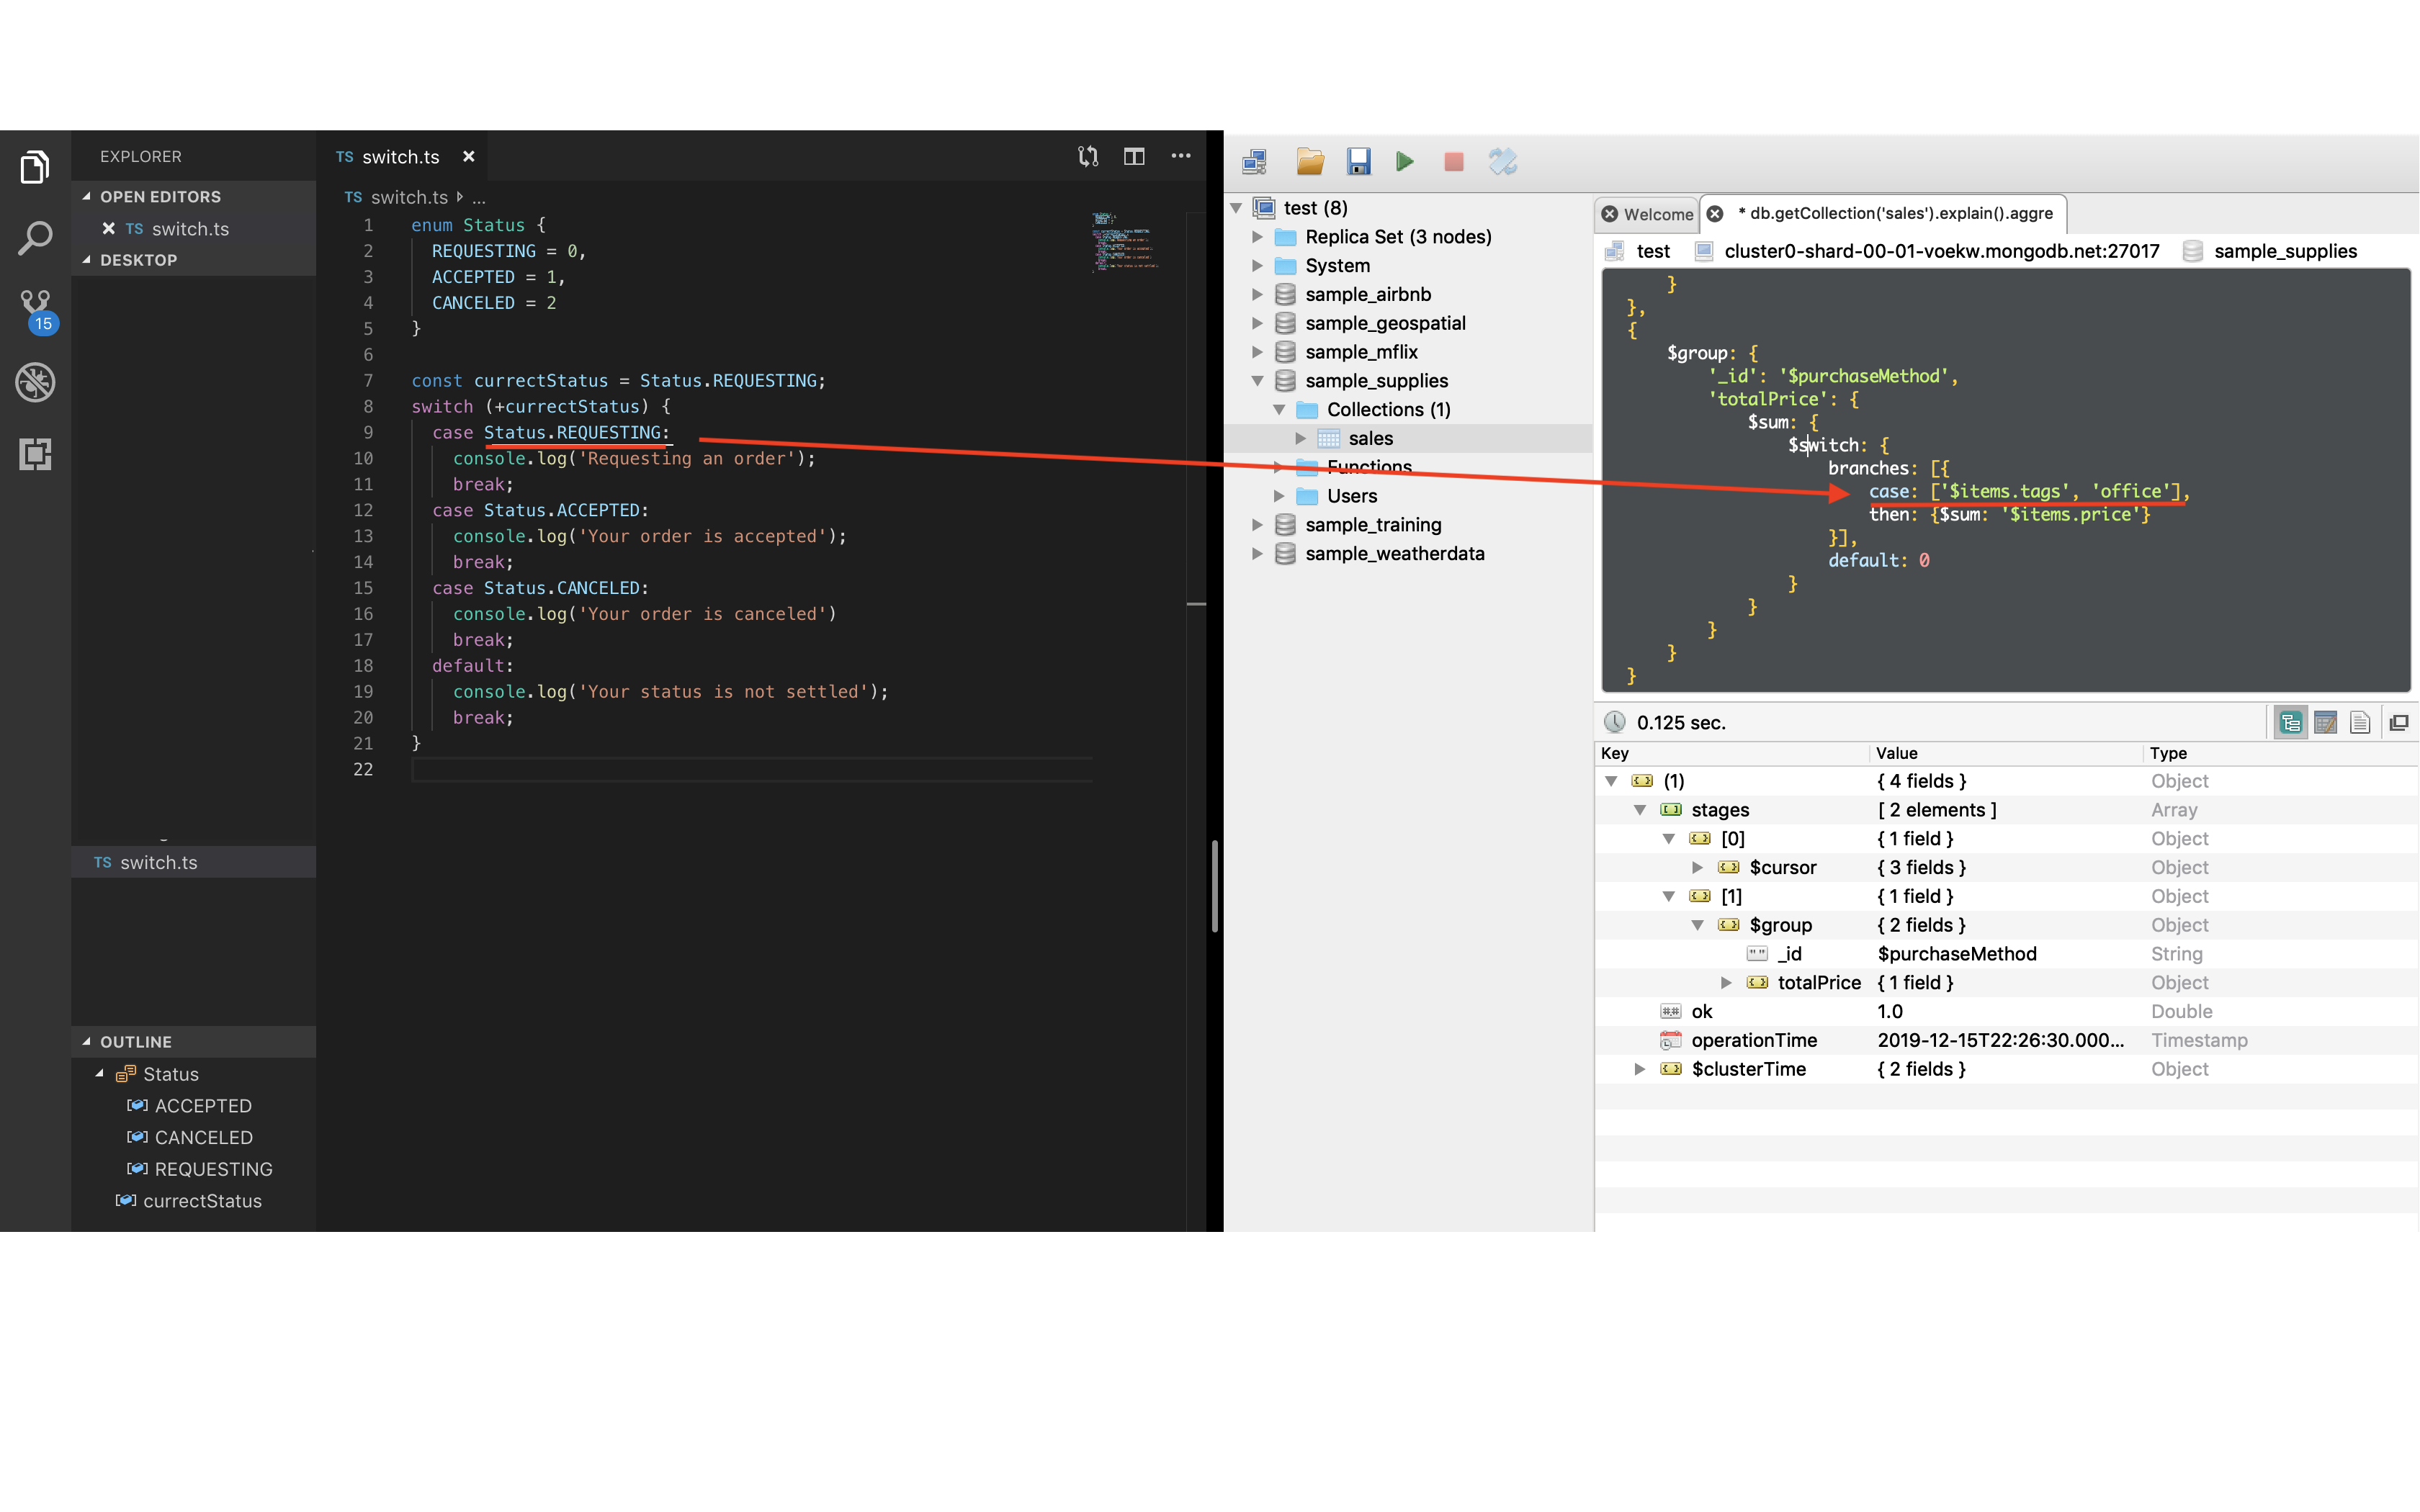 EXPLORER
OPEN EDITORS
TS switch.ts
DESKTOP
15
TS switch.ts
OUTLINE
Status
ACCEPTED
CANCELED
REQUESTING
currectStatus
TS switch.ts
TS switch.ts ...
1 enum Status {
2 REQUESTING = 0,
3 ACCEPTED = 1,
4 CANCELED = 2
5 }
6
7 const currectStatus = Status.REQUESTING;
8 switch (+currectStatus) {
9 case Status.REQUESTING:
10 console.log('Requesting an order');
11 break;
12 case Status.ACCEPTED:
13 console.log('Your order is accepted');
14 break;
15 case Status.CANCELED:
16 console.log('Your order is canceled')
17 break;
18 default:
19 console.log('Your status is not settled');
20 break;
21 }
22
test (8)
Replica Set (3 nodes)
System
sample_airbnb
sample_geospatial
sample_mflix
sample_supplies
Collections (1)
sales
Functions
Users
sample_training
sample_weatherdata
Welcome
* db.getCollection('sales').explain().aggre
test cluster0-shard-00-01-voekw.mongodb.net:27017 sample_supplies
}
},
{
$group: {
'_id': '$purchaseMethod',
'totalPrice': {
$sum: {
$switch: {
branches: [{
case: ['$items.tags', 'office'],
then: {$sum: '$items.price'}
}],
default: 0
}
}
}
}
}
0.125 sec.
Key Value Type
(1) { 4 fields } Object
stages [ 2 elements ] Array
[0] { 1 field } Object
$cursor { 3 fields } Object
[1] { 1 field } Object
$group { 2 fields } Object
_id $purchaseMethod String
totalPrice { 1 field } Object
ok 1.0 Double
operationTime 2019-12-15T22:26:30.000... Timestamp
$clusterTime { 2 fields } Object